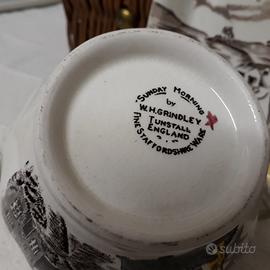 SUNDAY MORNING
by
W.H.GRINDLEY
TUNSTALL
ENGLAND
FINE STAFFORDSHIRE WARE
subito